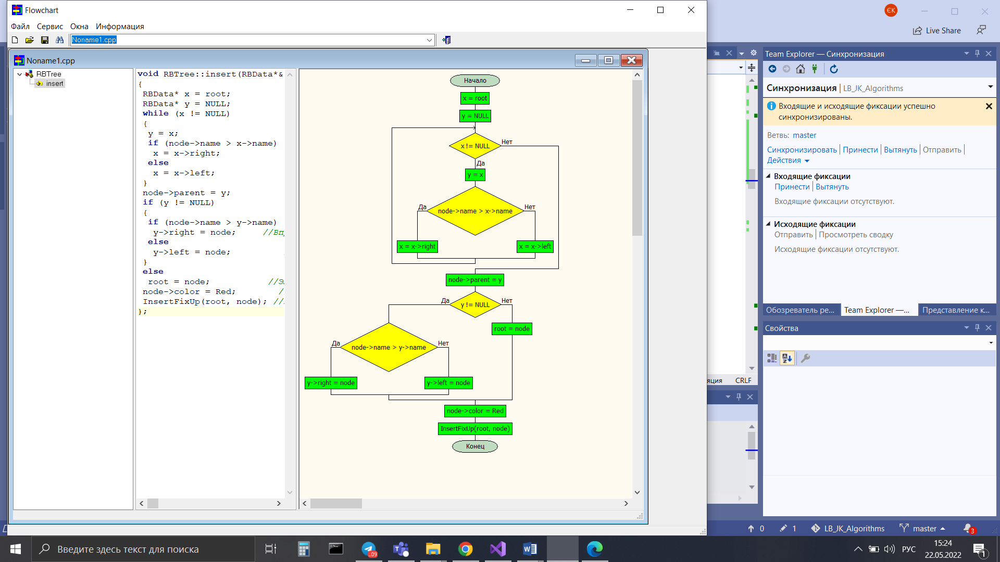 Flowchart
Файл Сервис Окна Информация
Noname1.cpp
Noname1.cpp
RBTree
insert
void RBTree::insert(RBData*&
{
RBData* x = root;
RBData* y = NULL;
while (x != NULL)
{
y = x;
if (node->name > x->name)
x = x->right;
else
x = x->left;
}
node->parent = y;
if (y != NULL)
{
if (node->name > y->name)
y->right = node; //Вп
else
y->left = node;
}
else
root = node; //Э
node->color = Red; //
InsertFixUp(root, node); //
};
Начало
x = root
y = NULL
x != NULL
Нет
Да
y = x
Да
node->name > x->name
Нет
x = x->right
x = x->left
node->parent = y
Да
y != NULL
Нет
root = node
Да
node->name > y->name
Нет
y->right = node
y->left = node
node->color = Red
InsertFixUp(root, node)
Конец
ЄК
Live Share
Team Explorer — Синхронизация
Синхронизация | LB_JK_Algorithms
Входящие и исходящие фиксации успешно
синхронизированы.
Ветвь: master
Синхронизировать | Принести | Вытянуть | Отправить |
Действия
Входящие фиксации
Принести | Вытянуть
Входящие фиксации отсутствуют.
Исходящие фиксации
Отправить | Просмотреть сводку
Исходящие фиксации отсутствуют.
Обозреватель ре... Team Explorer —... Представление к...
Свойства
яция CRLF
0 1 LB_JK_Algorithms master 3
Введите здесь текст для поиска
.09
РУС
15:24
22.05.2022
1